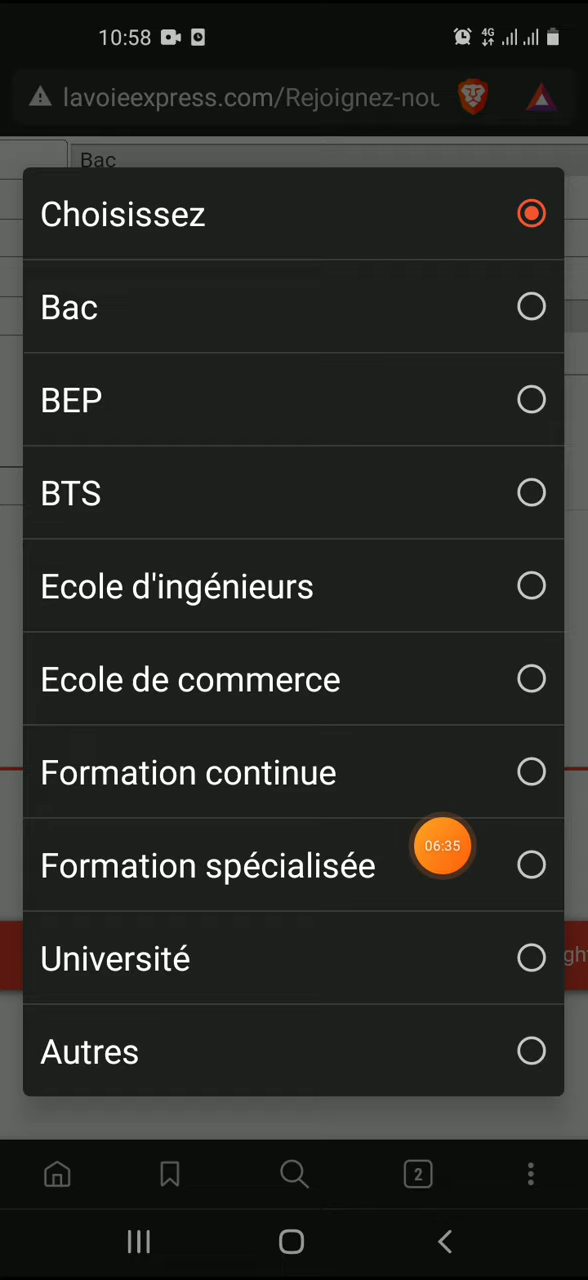 10:58
4G
lavoieexpress.com/Rejoignez-nou
Bac
Choisissez
Bac
BEP
BTS
Ecole d'ingénieurs
Ecole de commerce
Formation continue
06:35
Formation spécialisée
Université
Autres
2